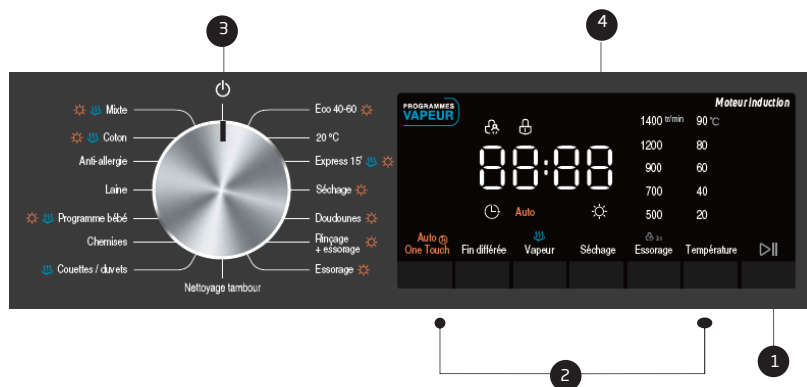 3
4
Mixte
Coton
Anti-allergie
Laine
Programme bébé
Chemises
Couettes / duvets
Nettoyage tambour
Eco 40-60
20 °C
Express 15'
Séchage
Doudounes
Rinçage
+ essorage
Essorage
PROGRAMMES
VAPEUR
Moteur induction
1400 tr/min 90 °C
1200 80
900 60
700 40
500 20
88:88
Auto
Auto
One Touch
Fin différée
Vapeur
Séchage
Essorage
Température
2
1